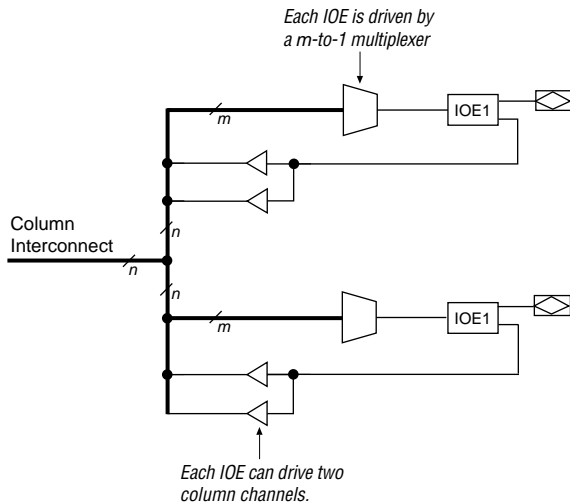 Each IOE is driven by
a m-to-1 multiplexer
m
IOE1
n
Column
Interconnect
n
n
m
IOE1
Each IOE can drive two
column channels.